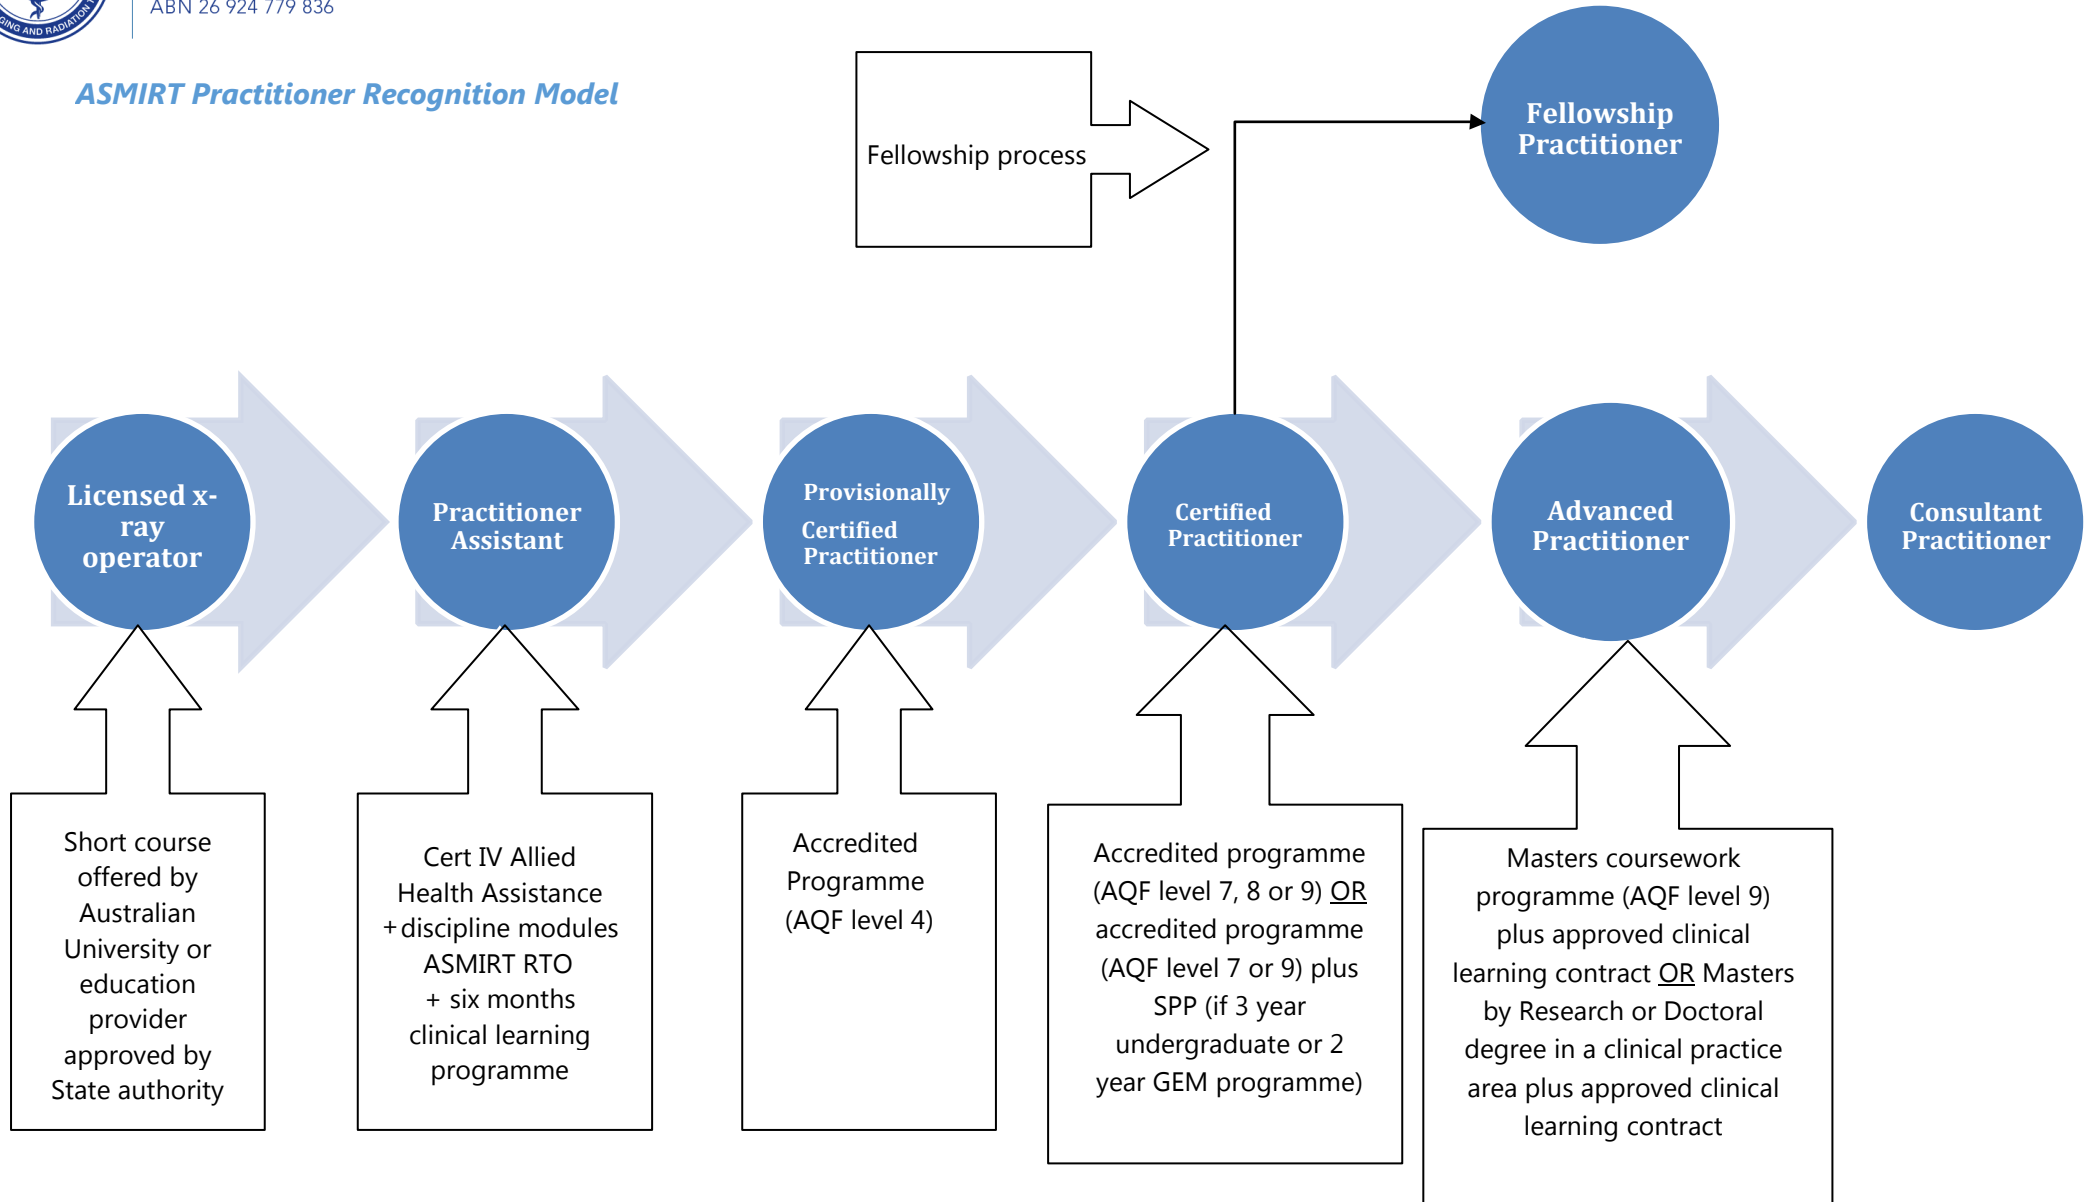 GING AND RADIATION
ABN 26 924 779 836
ASMIRT Practitioner Recognition Model
Fellowship process
Fellowship
Practitioner
Licensed x-
ray
operator
Practitioner
Assistant
Provisionally
Certified
Practitioner
Certified
Practitioner
Advanced
Practitioner
Consultant
Practitioner
Short course
offered by
Australian
University or
education
provider
approved by
State authority
Cert IV Allied
Health Assistance
+discipline modules
ASMIRT RTO
+ six months
clinical learning
programme
Accredited
Programme
(AQF level 4)
Accredited programme
(AQF level 7, 8 or 9) OR
accredited programme
(AQF level 7 or 9) plus
SPP (if 3 year
undergraduate or 2
year GEM programme)
Masters coursework
programme (AQF level 9)
plus approved clinical
learning contract OR Masters
by Research or Doctoral
degree in a clinical practice
area plus approved clinical
learning contract